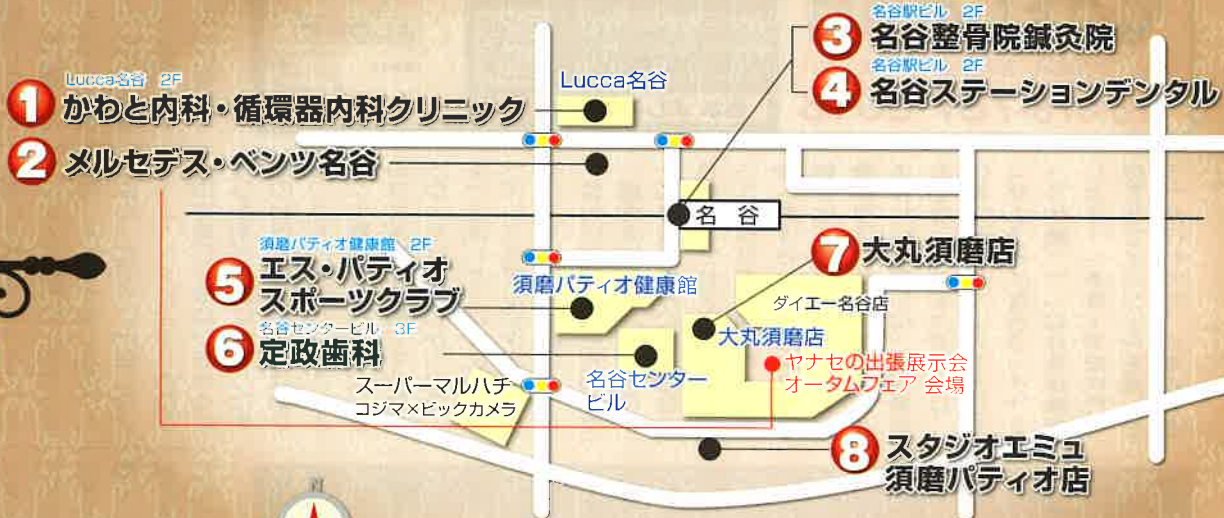 名谷駅ビル 2F
3 名谷整骨院鍼灸院
名谷駅ビル 2F
4 名谷ステーションデンタル
Lucca名谷 2F
1 かわと内科・循環器内科クリニック
Lucca名谷
2 メルセデス・ベンツ名谷
名 谷
須磨パティオ健康館 2F
5 エス・パティオ
スポーツクラブ
須磨パティオ健康館
7 大丸須磨店
ダイエー名谷店
名谷センタービル 3F
6 定政歯科
大丸須磨店
ヤナセの出張展示会
オータムフェア 会場
名谷センター
ビル
スーパーマルハチ
コジマ×ビックカメラ
8 スタジオエミュ
須磨パティオ店
N